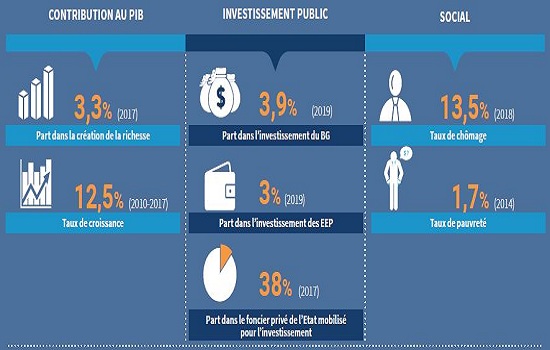 CONTRIBUTION AU PIB
3,3% (2017)
Part dans la création de la richesse
12,5% (2010-2017)
Taux de croissance
INVESTISSEMENT PUBLIC
$
3,9% (2019)
Part dans l'investissement du BG
3% (2019)
Part dans l'investissement des EEP
38% (2017)
Part dans le foncier privé de l'Etat mobilisé
pour l'investissement
SOCIAL
13,5% (2018)
Taux de chômage
1,7% (2014)
Taux de pauvreté